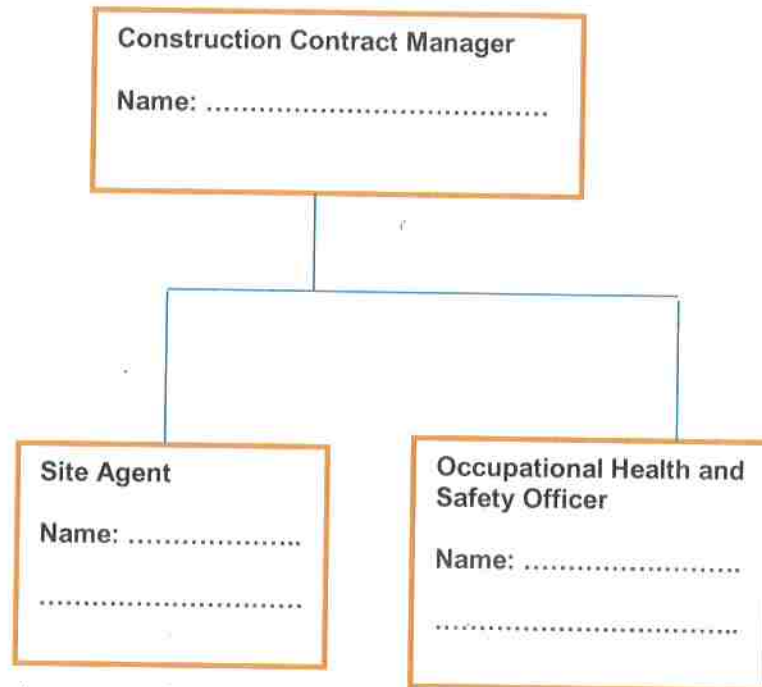 Construction Contract Manager
Name: ………………………………….
Site Agent
Name: ………………..
…………………………
Occupational Health and
Safety Officer
Name: …………………….
……………………………..